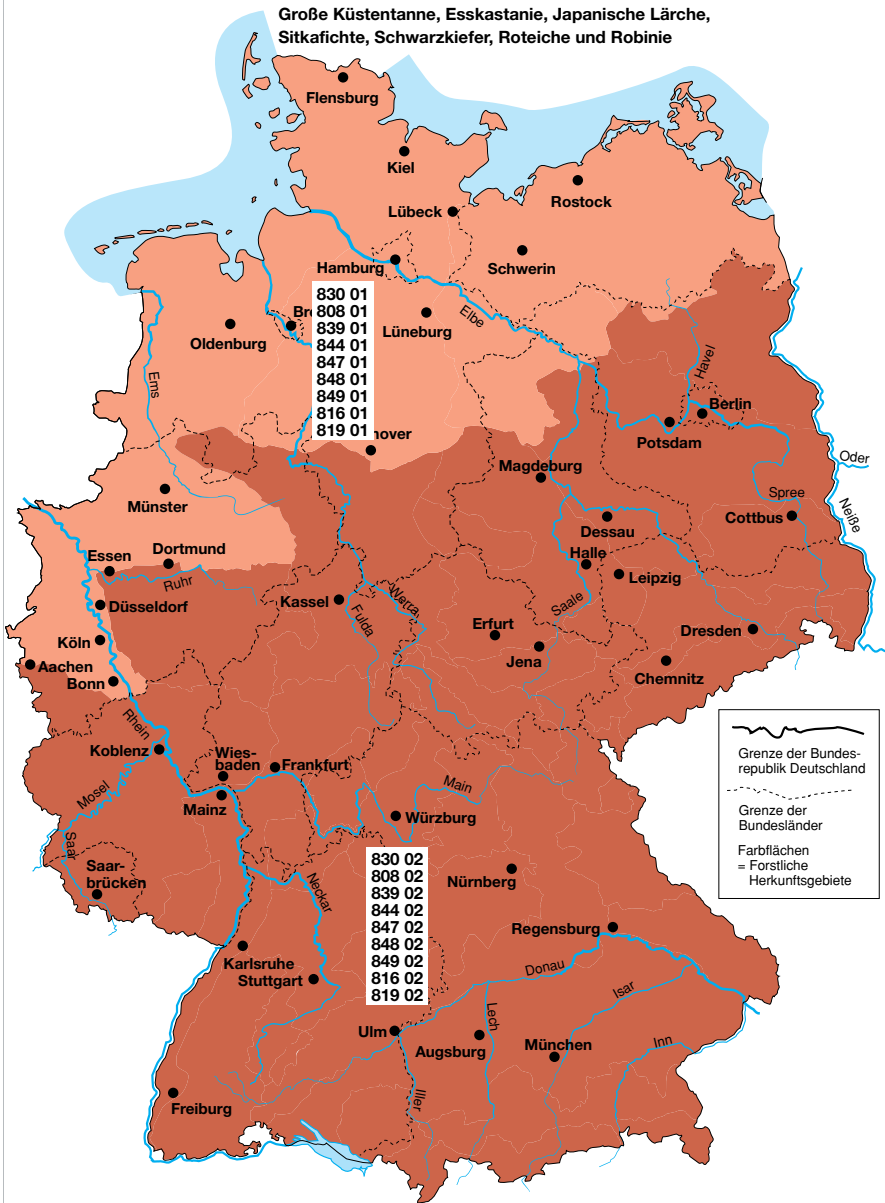 Große Küstentanne, Esskastanie, Japanische Lärche,
Sitkafichte, Schwarzkiefer, Roteiche und Robinie
Flensburg
Kiel
Rostock
Lübeck
Schwerin
Hamburg
830 01
808 01
839 01
844 01
847 01
848 01
849 01
816 01
819 01
Bre
Lüneburg
Elbe
Oldenburg
Ems
Havel
Berlin
Potsdam
nover
Magdeburg
Oder
Spree
Neiße
Münster
Dessau
Cottbus
Essen
Dortmund
Ruhr
Halle
Leipzig
Düsseldorf
Kassel
Werra
Fulda
Saale
Erfurt
Dresden
Köln
Jena
Chemnitz
Aachen
Bonn
Rhein
Koblenz
Wies-
baden
Frankfurt
Main
Mosel
Mainz
Würzburg
Saar
Saar-
brücken
Neckar
830 02
808 02
839 02
844 02
847 02
848 02
849 02
816 02
819 02
Nürnberg
Regensburg
Karlsruhe
Stuttgart
Donau
Isar
Lech
Ulm
Augsburg
München
Inn
Iller
Freiburg
Grenze der Bundes-
republik Deutschland
Grenze der
Bundesländer
Farbflächen
= Forstliche
Herkunftsgebiete